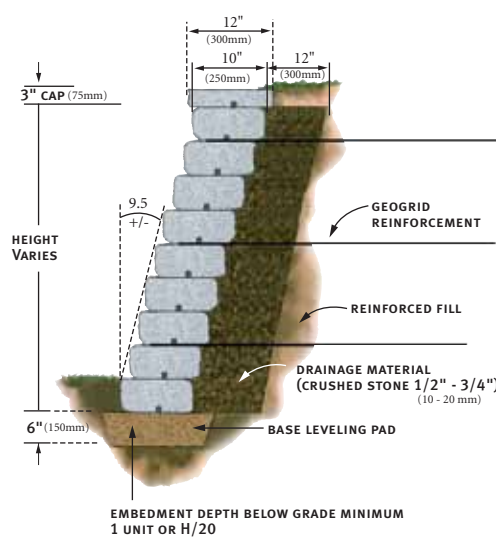 12"
(300mm)
10"
(250mm)
12"
(300mm)
3" CAP (75mm)
9.5
+/-
HEIGHT
VARIES
GEOGRID
REINFORCEMENT
REINFORCED FILL
DRAINAGE MATERIAL
(CRUSHED STONE 1/2" - 3/4")
(10 - 20 mm)
6" (150mm)
BASE LEVELING PAD
EMBEDMENT DEPTH BELOW GRADE MINIMUM
1 UNIT OR H/20